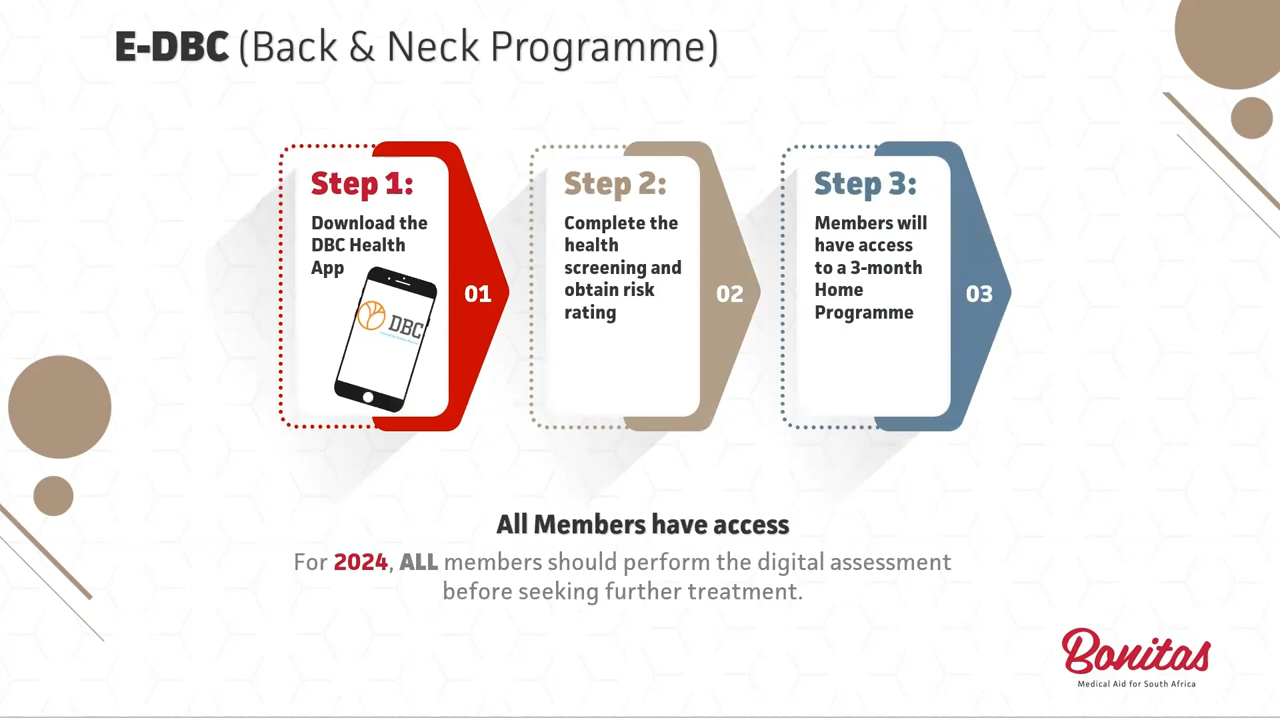 E-DBC (Back & Neck Programme)
Step 1:
Download the
DBC Health
App
DBC
01
Step 2:
Complete the
health
screening and
obtain risk
rating
02
Step 3:
Members will
have access
to a 3-month
Home
Programme
03
All Members have access
For 2024, ALL members should perform the digital assessment
before seeking further treatment.
Bonitas
Medical Aid for South Africa